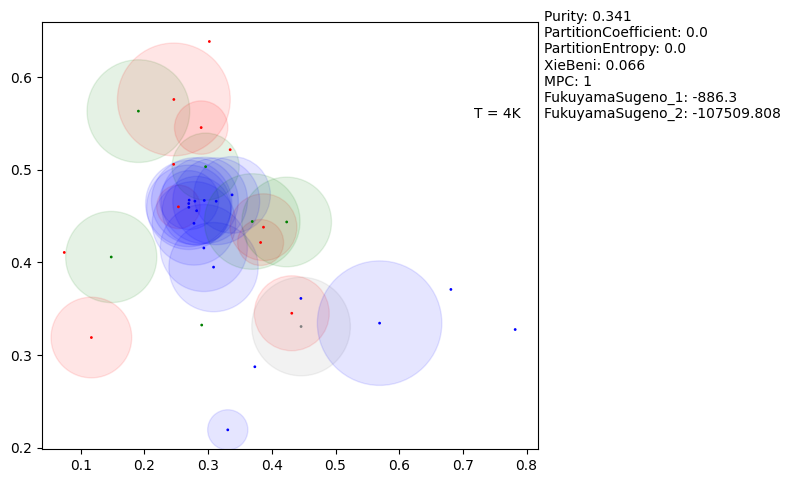 Purity: 0.341
PartitionCoefficient: 0.0
PartitionEntropy: 0.0
XieBeni: 0.066
MPC: 1
FukuyamaSugeno_1: -886.3
FukuyamaSugeno_2: -107509.808
T = 4K
0.6
0.5
0.4
0.3
0.2
0.1 0.2 0.3 0.4 0.5 0.6 0.7 0.8